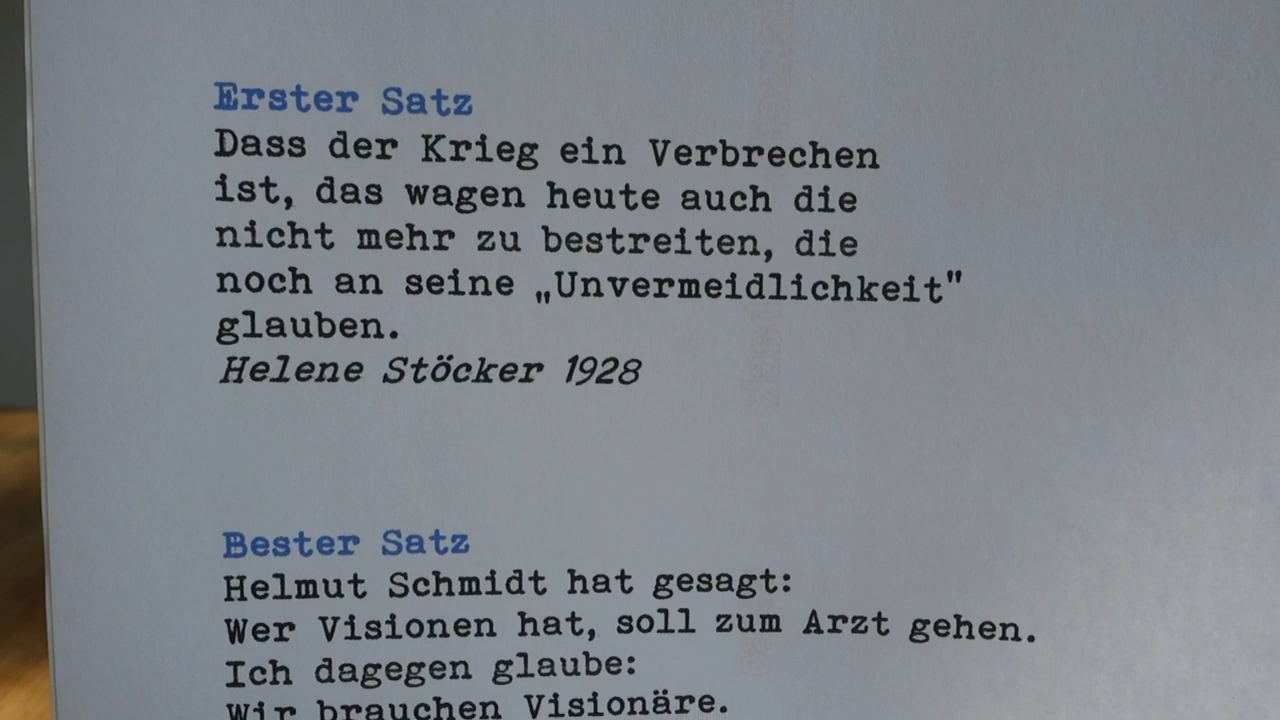 Erster Satz
Dass der Krieg ein Verbrechen
ist, das wagen heute auch die
nicht mehr zu bestreiten, die
noch an seine „Unvermeidlichkeit"
glauben.
Helene Stöcker 1928
Bester Satz
Helmut Schmidt hat gesagt:
Wer Visionen hat, soll zum Arzt gehen.
Ich dagegen glaube:
Wir brauchen Visionäre.